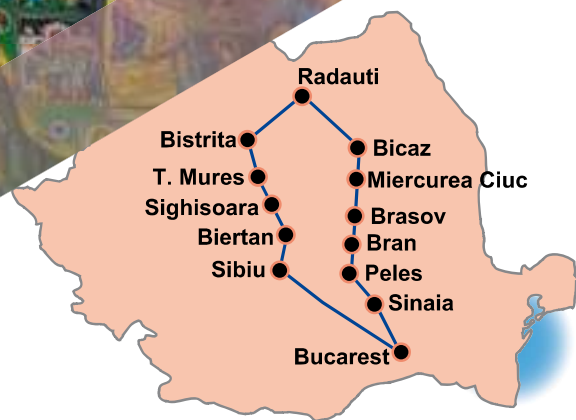 Radauti
Bistrita
Bicaz
T. Mures
Miercurea Ciuc
Sighisoara
Brasov
Biertan
Bran
Sibiu
Peles
Sinaia
Bucarest